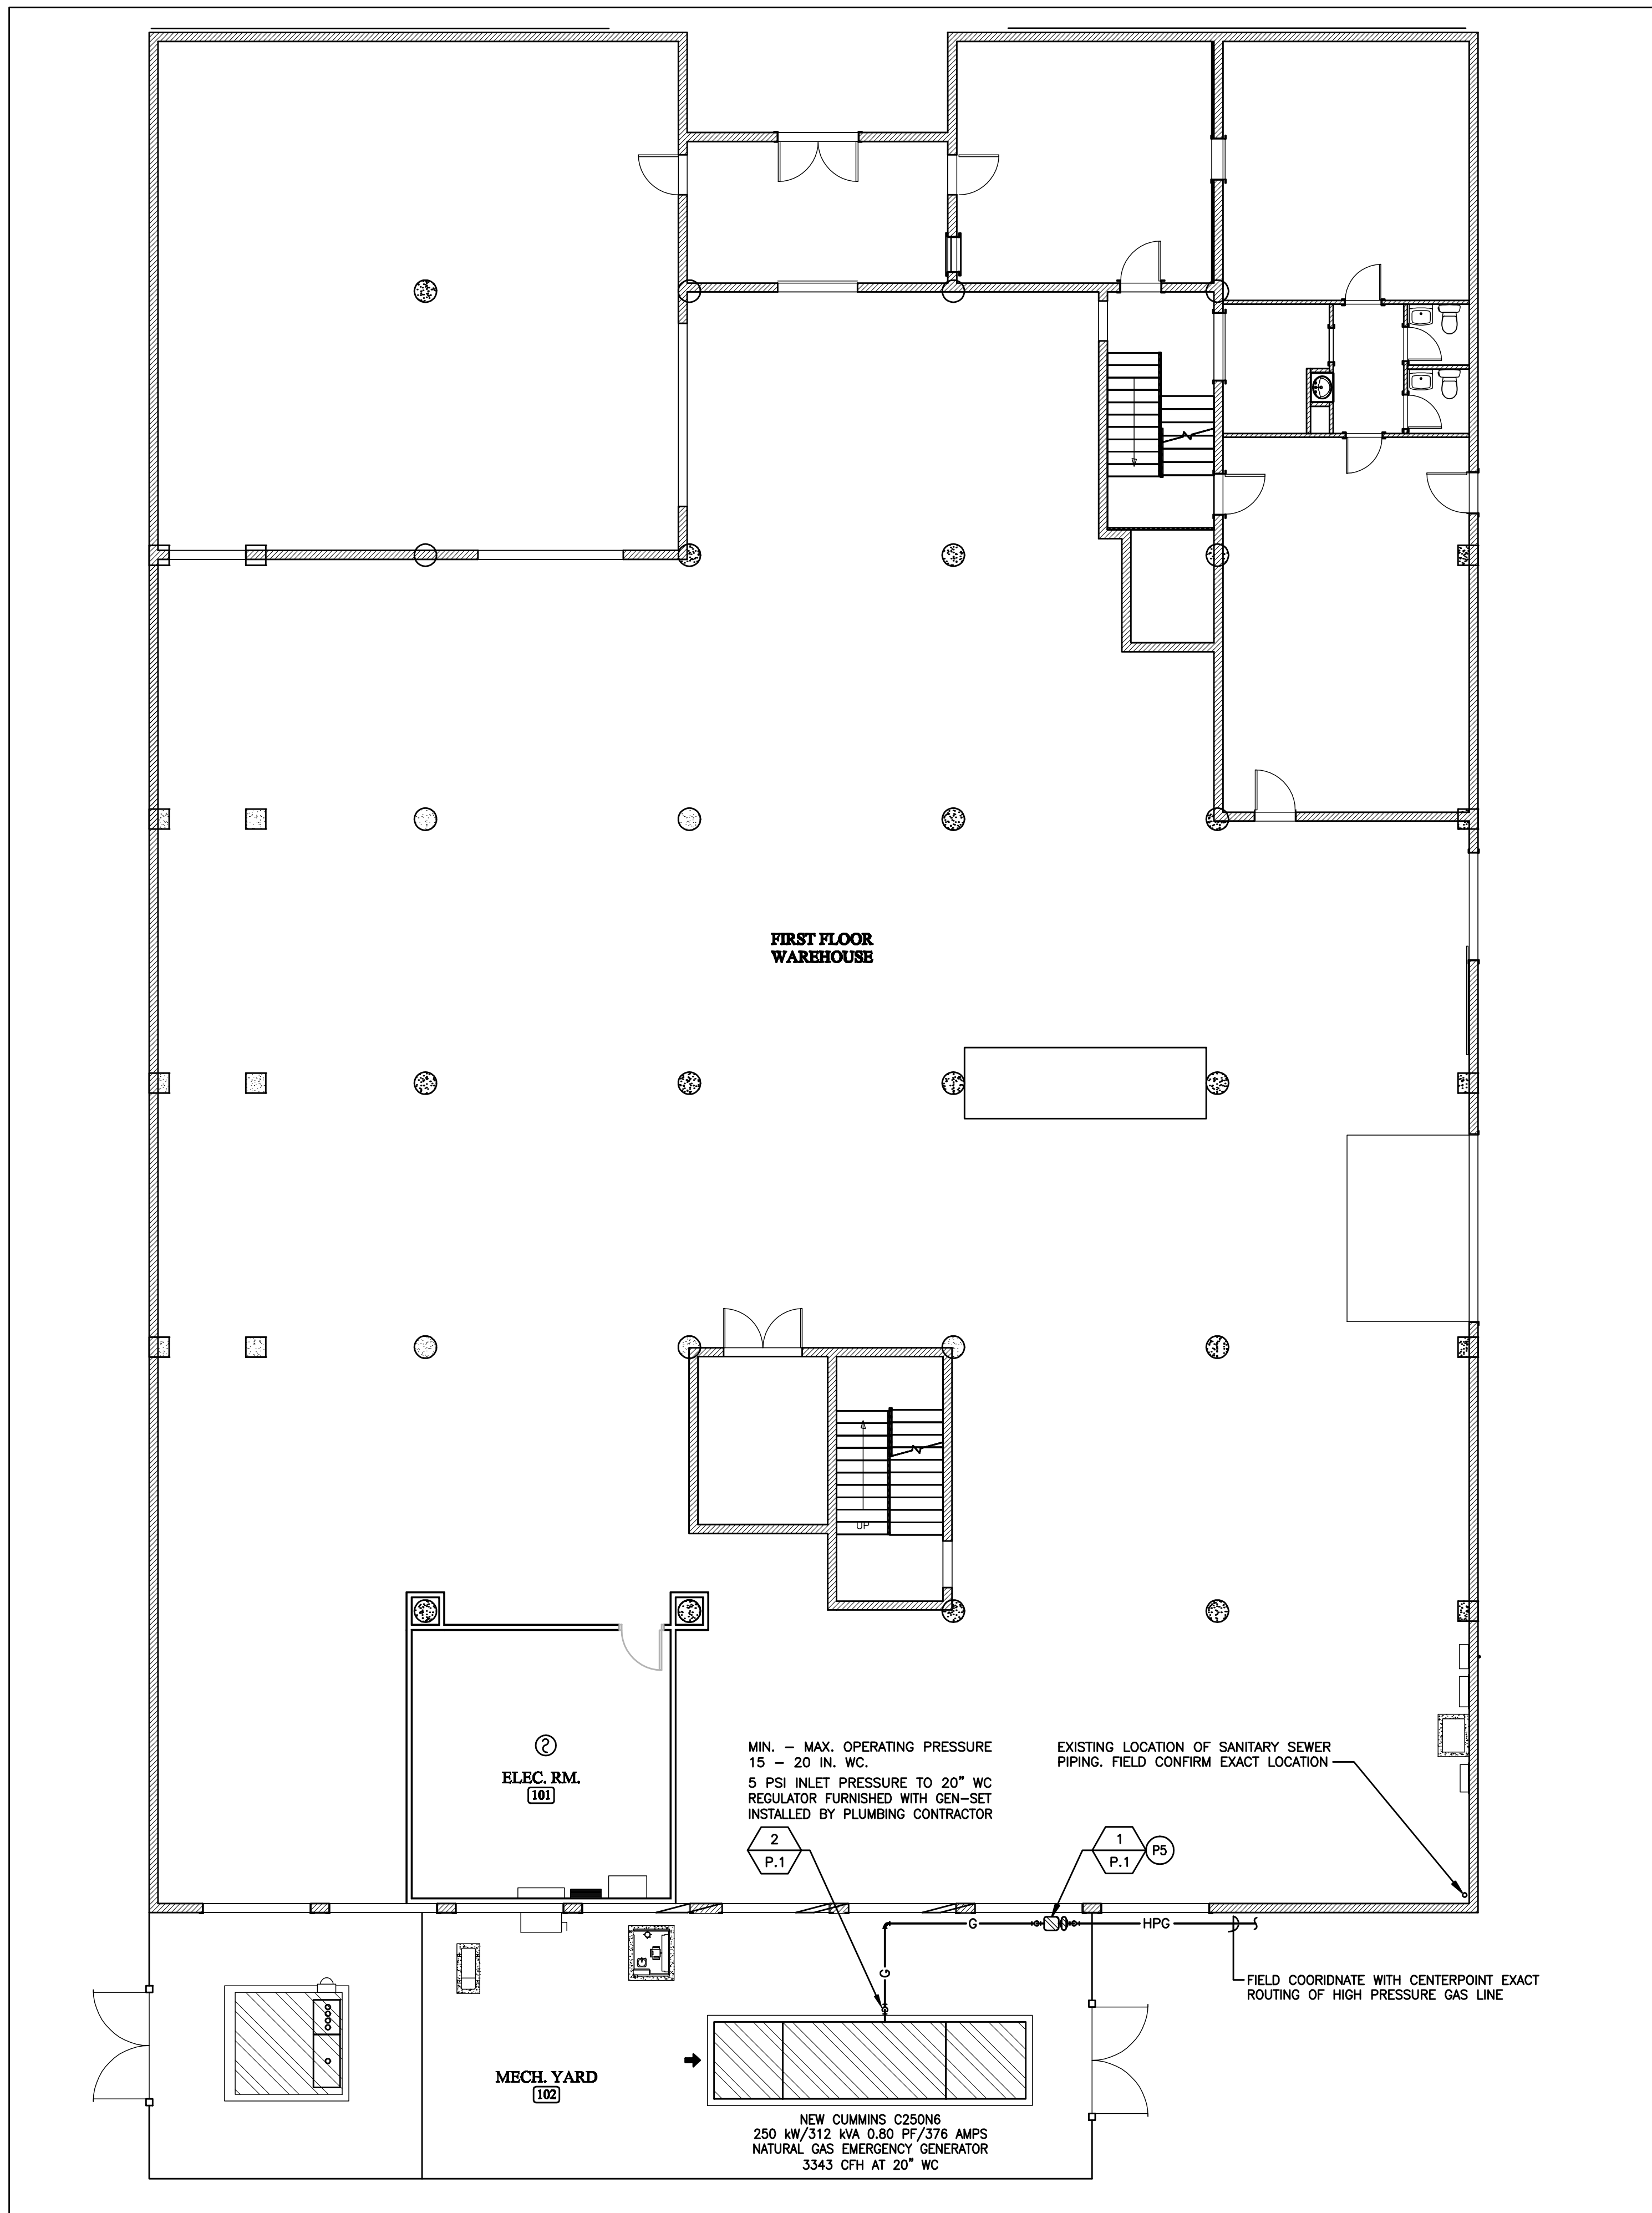 FIRST FLOOR
WAREHOUSE
UP
2
ELEC. RM.
101
MIN. – MAX. OPERATING PRESSURE
15 – 20 IN. WC.
5 PSI INLET PRESSURE TO 20" WC
REGULATOR FURNISHED WITH GEN–SET
INSTALLED BY PLUMBING CONTRACTOR
2
P.1
EXISTING LOCATION OF SANITARY SEWER
PIPING. FIELD CONFIRM EXACT LOCATION
1
P.1
P5
G
HPG
G
FIELD COORIDNATE WITH CENTERPOINT EXACT
ROUTING OF HIGH PRESSURE GAS LINE
MECH. YARD
102
NEW CUMMINS C250N6
250 kW/312 kVA 0.80 PF/376 AMPS
NATURAL GAS EMERGENCY GENERATOR
3343 CFH AT 20" WC